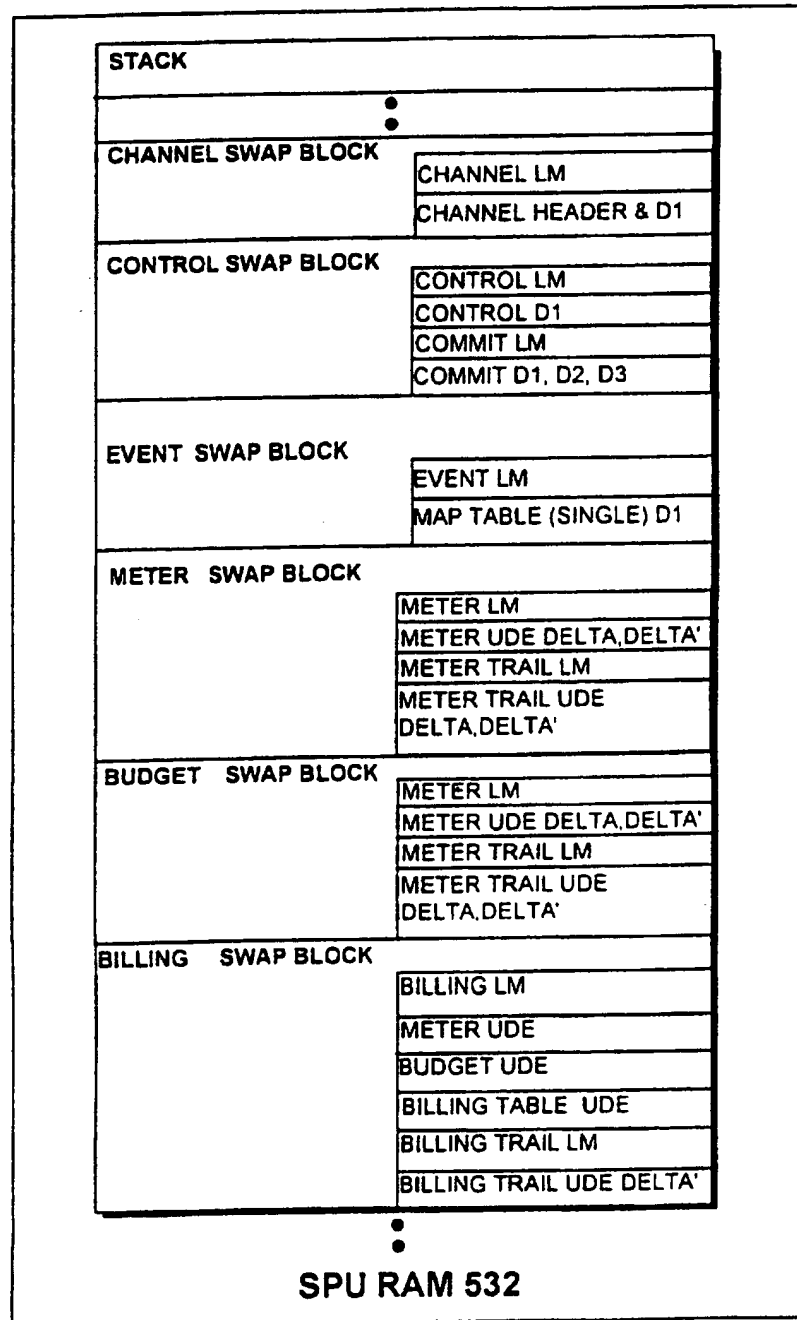 STACK
CHANNEL SWAP BLOCK
CHANNEL LM
CHANNEL HEADER & D1
CONTROL SWAP BLOCK
CONTROL LM
CONTROL D1
COMMIT LM
COMMIT D1, D2, D3
EVENT SWAP BLOCK
EVENT LM
MAP TABLE (SINGLE) D1
METER SWAP BLOCK
METER LM
METER UDE DELTA,DELTA'
METER TRAIL LM
METER TRAIL UDE
DELTA,DELTA'
BUDGET SWAP BLOCK
METER LM
METER UDE DELTA,DELTA'
METER TRAIL LM
METER TRAIL UDE
DELTA,DELTA'
BILLING SWAP BLOCK
BILLING LM
METER UDE
BUDGET UDE
BILLING TABLE UDE
BILLING TRAIL LM
BILLING TRAIL UDE DELTA'
SPU RAM 532